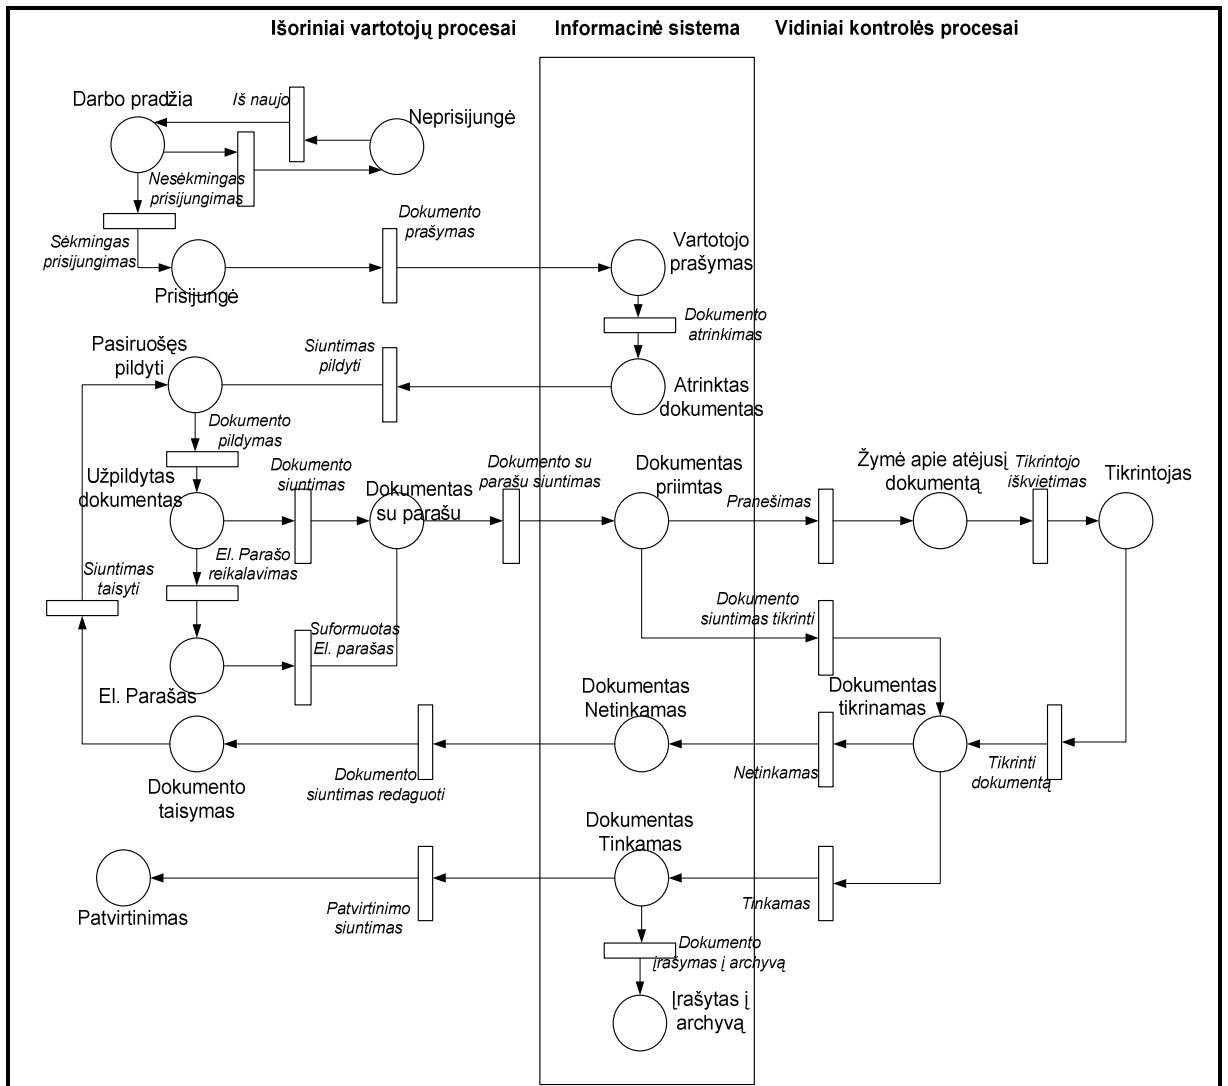 Išoriniai vartotojų procesai
Informacinė sistema
Vidiniai kontrolės procesai
Darbo pradžia
Iš naujo
Neprisijungė
Nesėkmingas
prisijungimas
Sėkmingas
prisijungimas
Prisijungė
Dokumento
prašymas
Vartotojo
prašymas
Dokumento
atrinkimas
Pasiruošęs
pildyti
Siuntimas
pildyti
Atrinktas
dokumentas
Dokumento
pildymas
Užpildytas
dokumentas
Dokumento
siuntimas
Dokumentas
su parašu
Dokumento su
parašu siuntimas
Dokumentas
priimtas
Pranešimas
Žymė apie atėjusį
dokumentą
Tikrintojo
iškvietimas
Tikrintojas
El. Parašo
reikalavimas
Siuntimas
taisyti
Dokumento
siuntimas tikrinti
Suformuotas
El. parašas
El. Parašas
Dokumentas
Netinkamas
Dokumentas
tikrinamas
Dokumento
taisymas
Dokumento
siuntimas redaguoti
Netinkamas
Tikrinti
dokumentą
Dokumentas
Tinkamas
Patvirtinimas
Patvirtinimo
siuntimas
Tinkamas
Dokumento
įrašymas į archyvą
Įrašytas į
archyvą